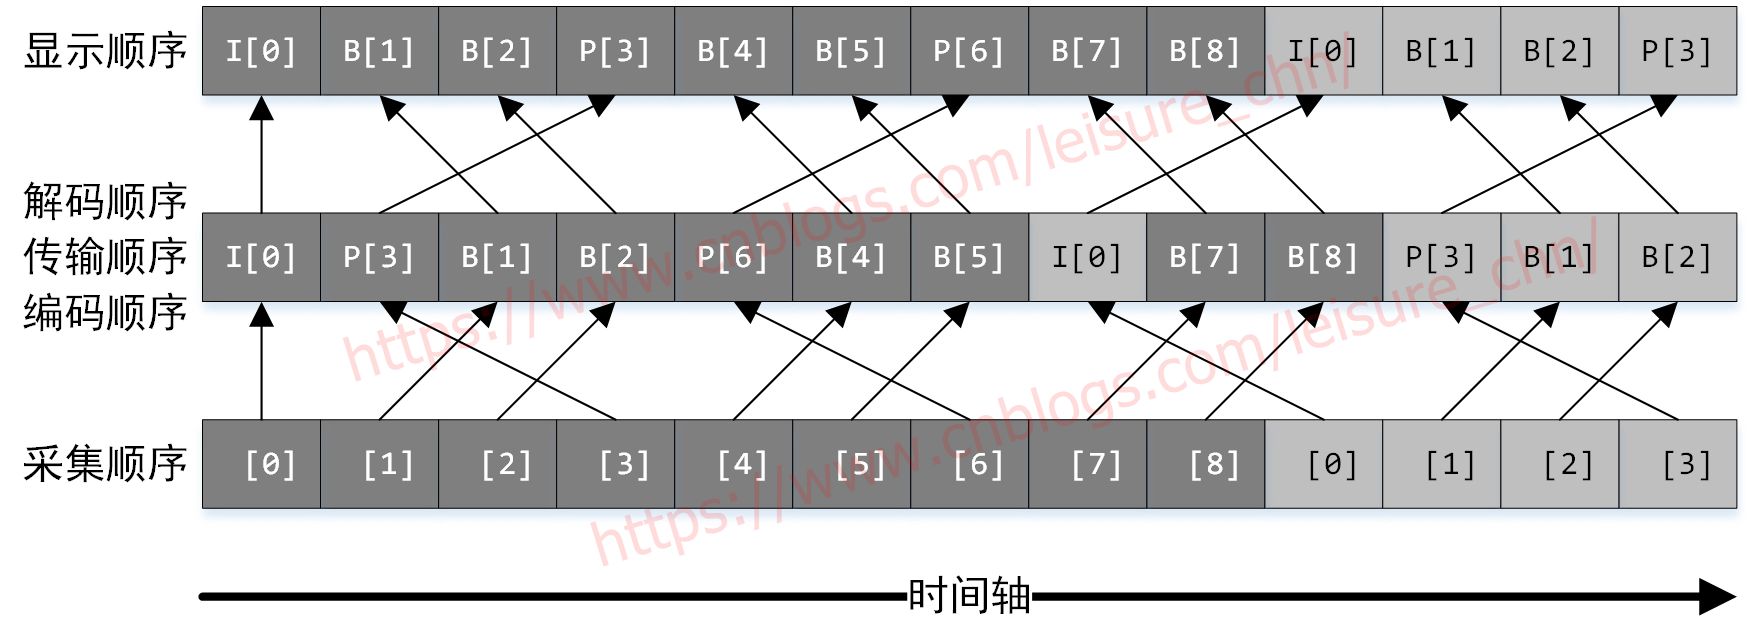 显示顺序 I[0] B[1] B[2] P[3] B[4] B[5] P[6] B[7] B[8] I[0] B[1] B[2] P[3]
解码顺序
传输顺序 I[0] P[3] B[1] B[2] P[6] B[4] B[5] I[0] B[7] B[8] P[3] B[1] B[2]
编码顺序
采集顺序 [0] [1] [2] [3] [4] [5] [6] [7] [8] [0] [1] [2] [3]
时间轴
https://www.cnblogs.com/leisure_chn/
https://www.cnblogs.com/leisure_chn/